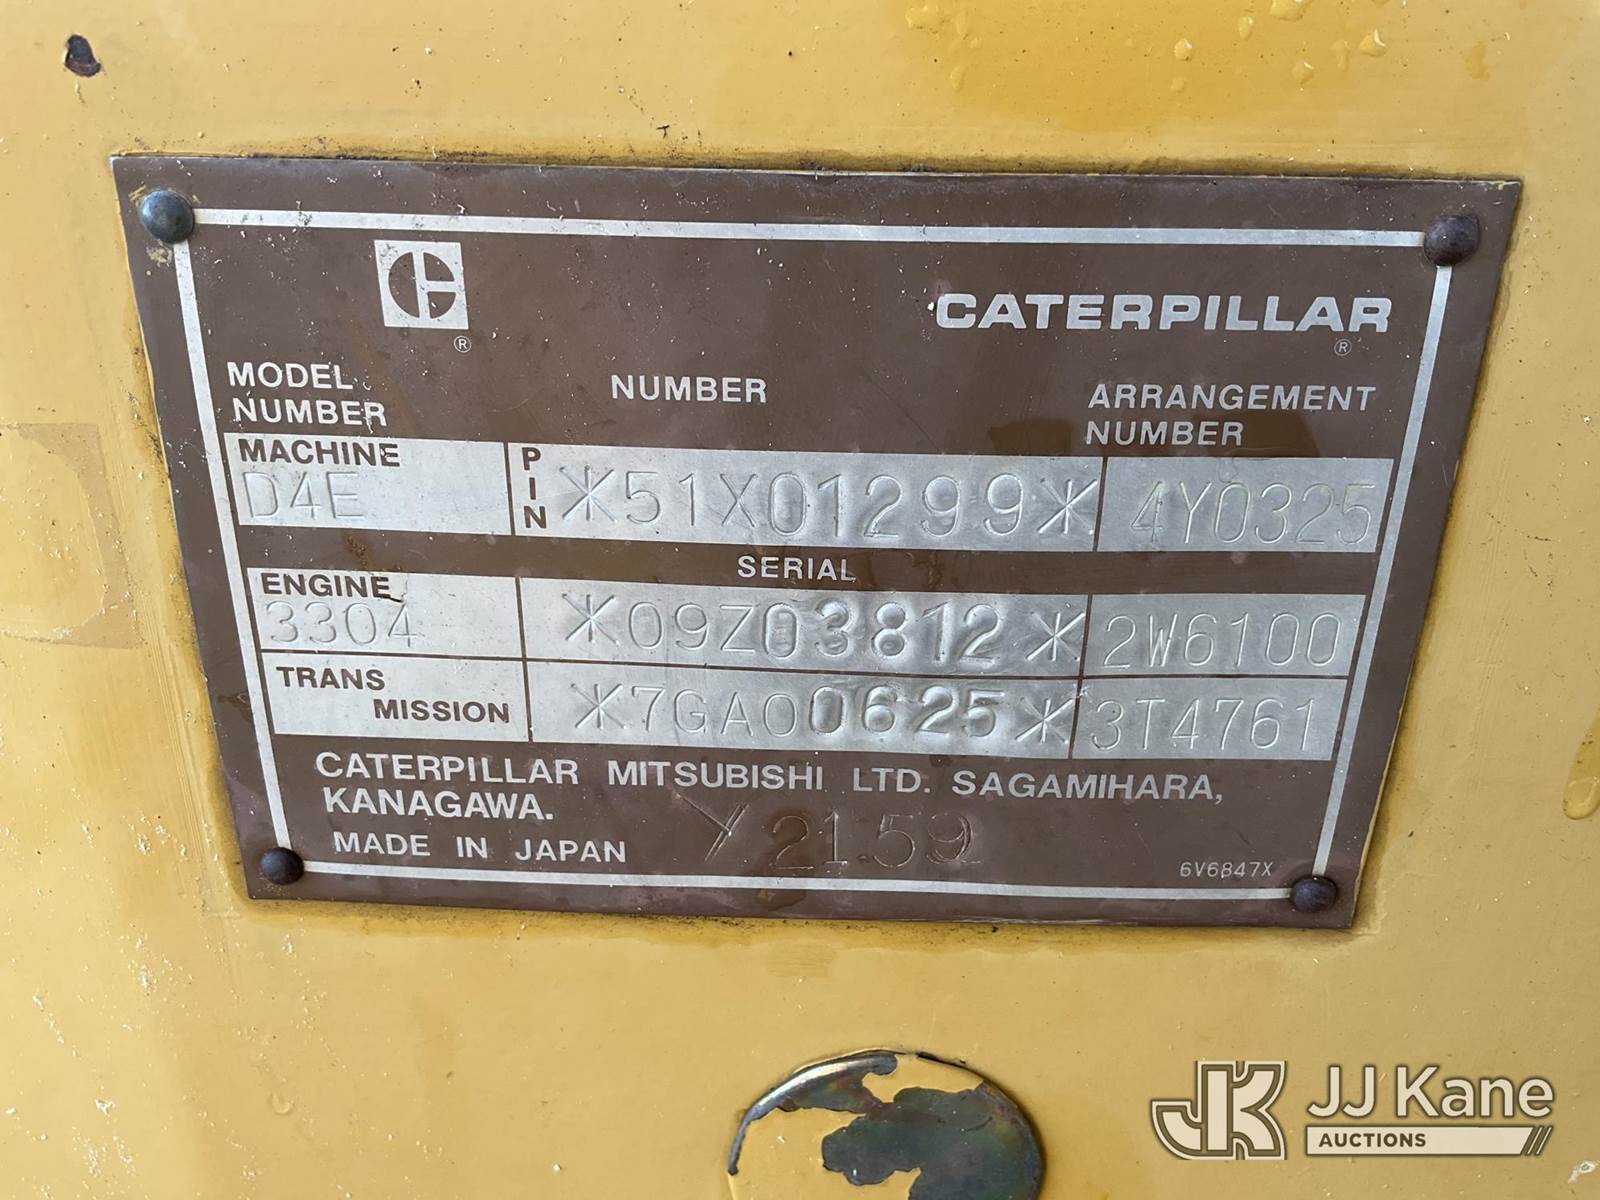 C
®
CATERPILLAR
®
MODEL NUMBER
NUMBER
ARRANGEMENT NUMBER
MACHINE
D4E
PIN
*51X01299*
4Y0325
SERIAL
ENGINE
3304
*09Z03812*
2W6100
TRANS MISSION
*7GA00625*
3T4761
CATERPILLAR MITSUBISHI LTD. SAGAMIHARA,
KANAGAWA.
MADE IN JAPAN
Y2159
6V6847X
JK JJ Kane
AUCTIONS